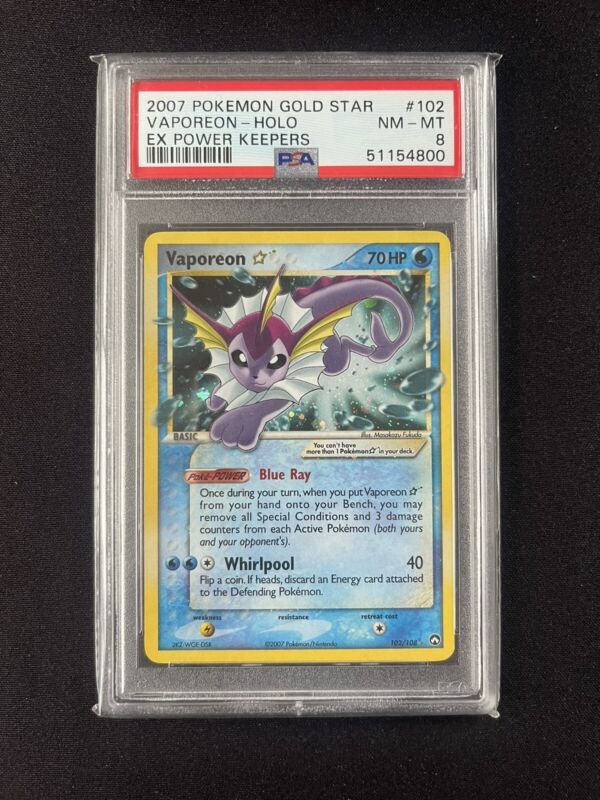 2007 POKEMON GOLD STAR #102
VAPOREON - HOLO NM - MT
EX POWER KEEPERS 8
PSA 51154800
Vaporeon ☆ 70 HP
BASIC Illus. Masakazu Fukuda
You can't have
more than 1 Pokémon ☆ in your deck.
POKé-POWER Blue Ray
Once during your turn, when you put Vaporeon ☆
from your hand onto your Bench, you may
remove all Special Conditions and 3 damage
counters from each Active Pokémon (both yours
and your opponent's).
Whirlpool 40
Flip a coin. If heads, discard an Energy card attached
to the Defending Pokémon.
weakness resistance retreat cost
2KZ-WGE-DSK ©2007 Pokémon/Nintendo 102/108